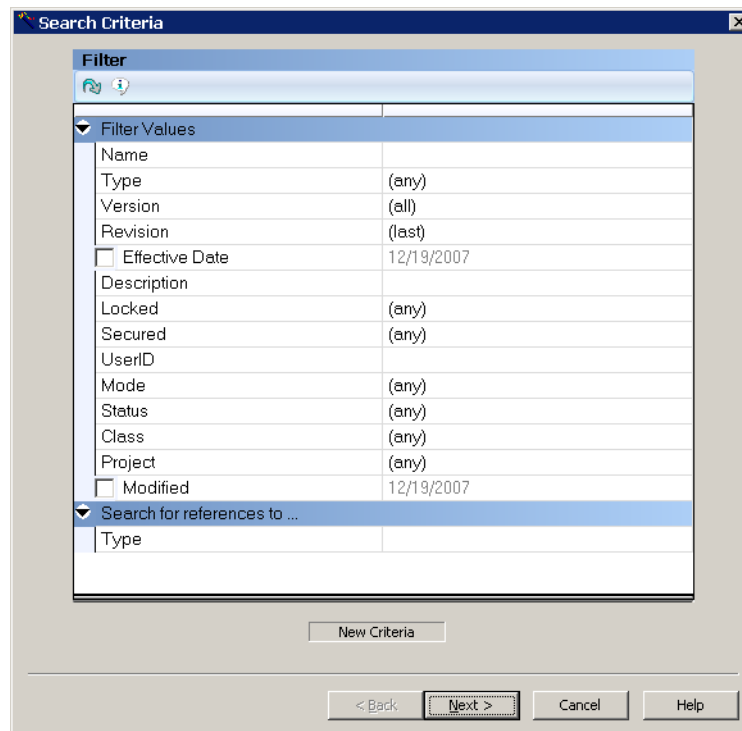 Search Criteria
Filter
Filter Values
Name
Type (any)
Version (all)
Revision (last)
Effective Date 12/19/2007
Description
Locked (any)
Secured (any)
UserID
Mode (any)
Status (any)
Class (any)
Project (any)
Modified 12/19/2007
Search for references to ...
Type
New Criteria
< Back Next > Cancel Help